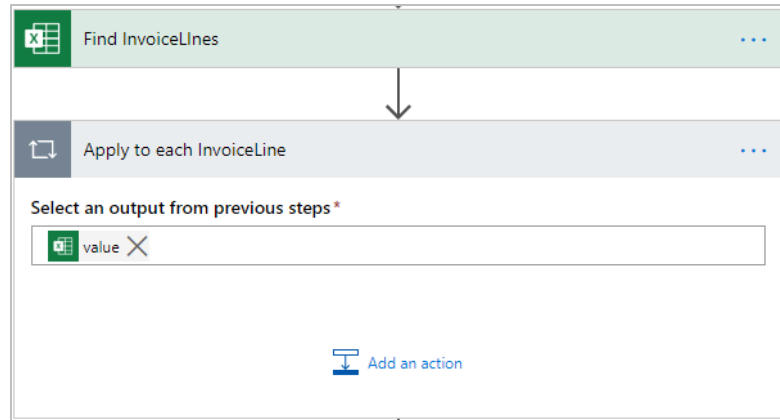 Find InvoiceLInes
...
Apply to each InvoiceLine
...
Select an output from previous steps*
value
Add an action